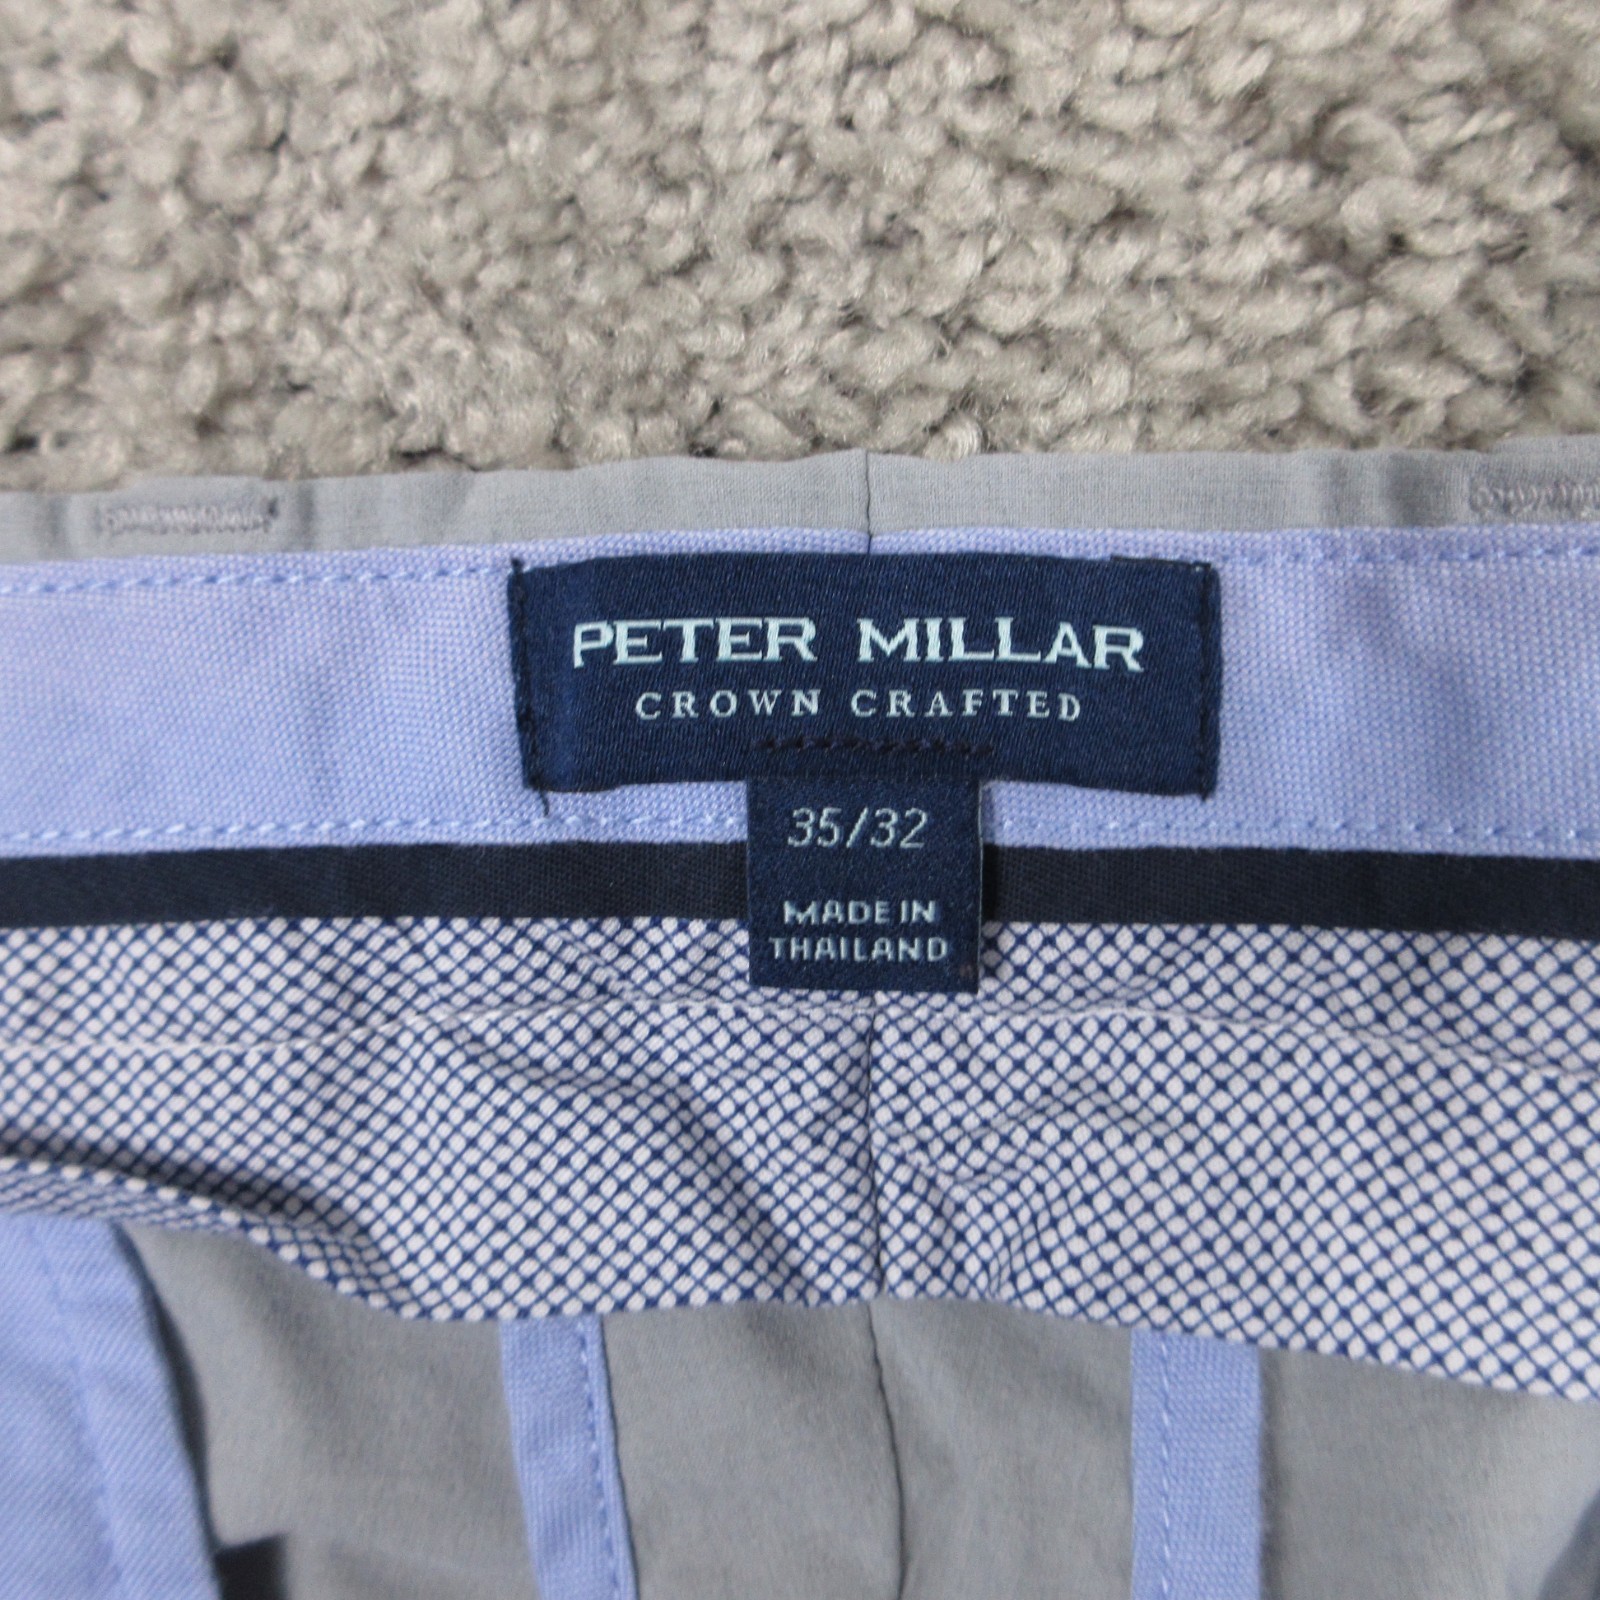 PETER MILLAR
CROWN CRAFTED
35/32
MADE IN
THAILAND